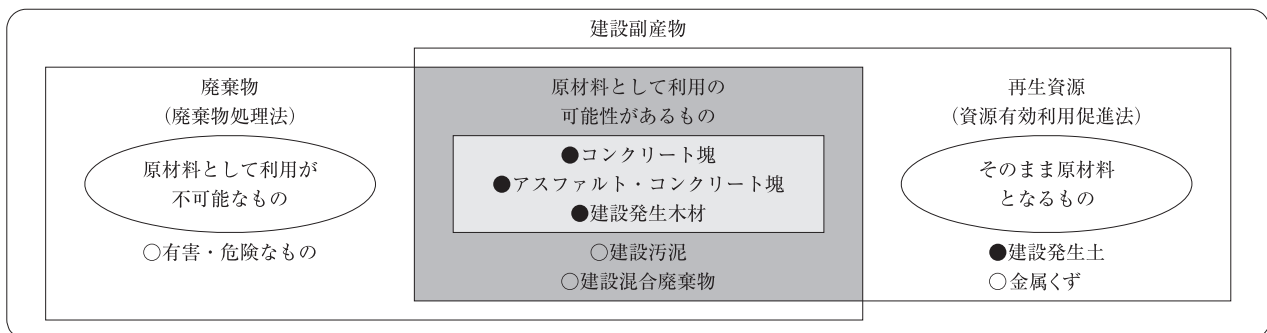 建設副産物
廃棄物
（廃棄物処理法）
原材料として利用が
不可能なもの
○有害・危険なもの
原材料として利用の
可能性があるもの
●コンクリート塊
●アスファルト・コンクリート塊
●建設発生木材
○建設汚泥
○建設混合廃棄物
再生資源
（資源有効利用促進法）
そのまま原材料
となるもの
●建設発生土
○金属くず